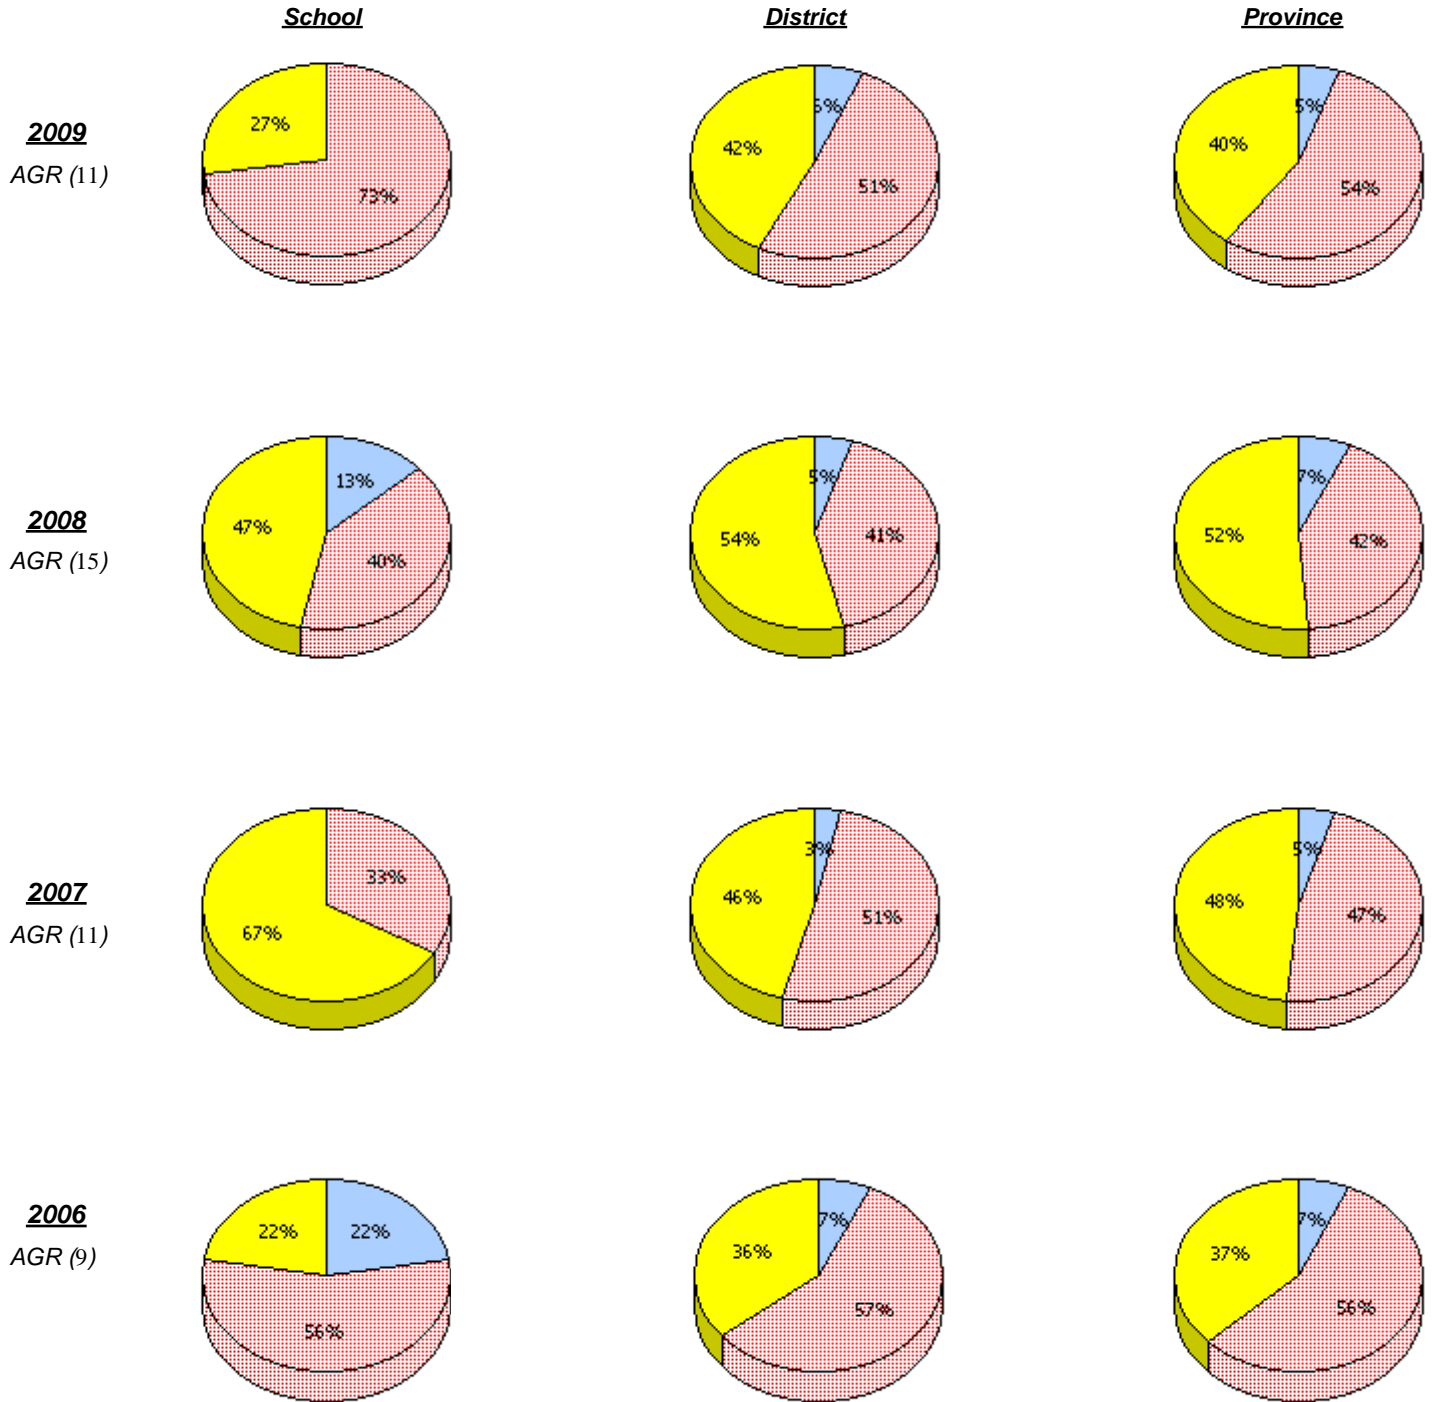 School District Province
2009
AGR (11)
27% 73% 42% 6% 51% 40% 5% 54%
2008
AGR (15)
47% 13% 40% 54% 5% 41% 52% 7% 42%
2007
AGR (11)
67% 33% 46% 3% 51% 48% 5% 47%
2006
AGR (9)
22% 22% 56% 36% 7% 57% 37% 7% 56%